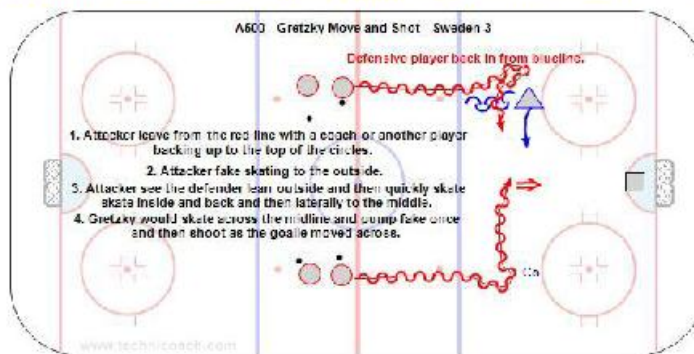 A500 Gretzky Move and Shot Sweden 3
Defensive player back in from blueline.
1. Attacker leave from the red line with a coach or another player
backing up to the top of the circles.
2. Attacker fake skating to the outside.
3. Attacker see the defender lean outside and then quickly skate
skate inside and back and then laterally to the middle.
4. Gretzky would skate across the midline and pump fake once
and then shoot as the goalie moved across.
Co
www.technicoach.com